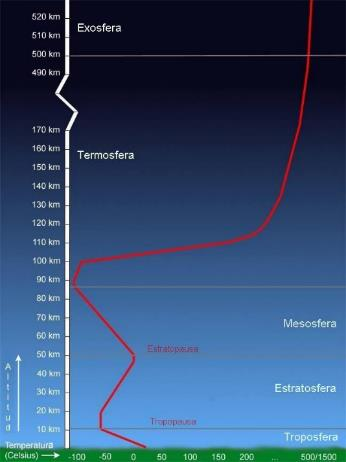 520 km
Exosfera
510 km
500 km
490 km
170 km
160 km
Termosfera
150 km
140 km
130 km
120 km
110 km
100 km
90 km
80 km
Mesosfera
70 km
60 km
Estratopausa
50 km
40 km
Estratosfera
30 km
20 km
Tropopausa
10 km
Troposfera
Altitud
Temperatura
(Celsius) -100 -50 0 50 100 200 ... 500/1500